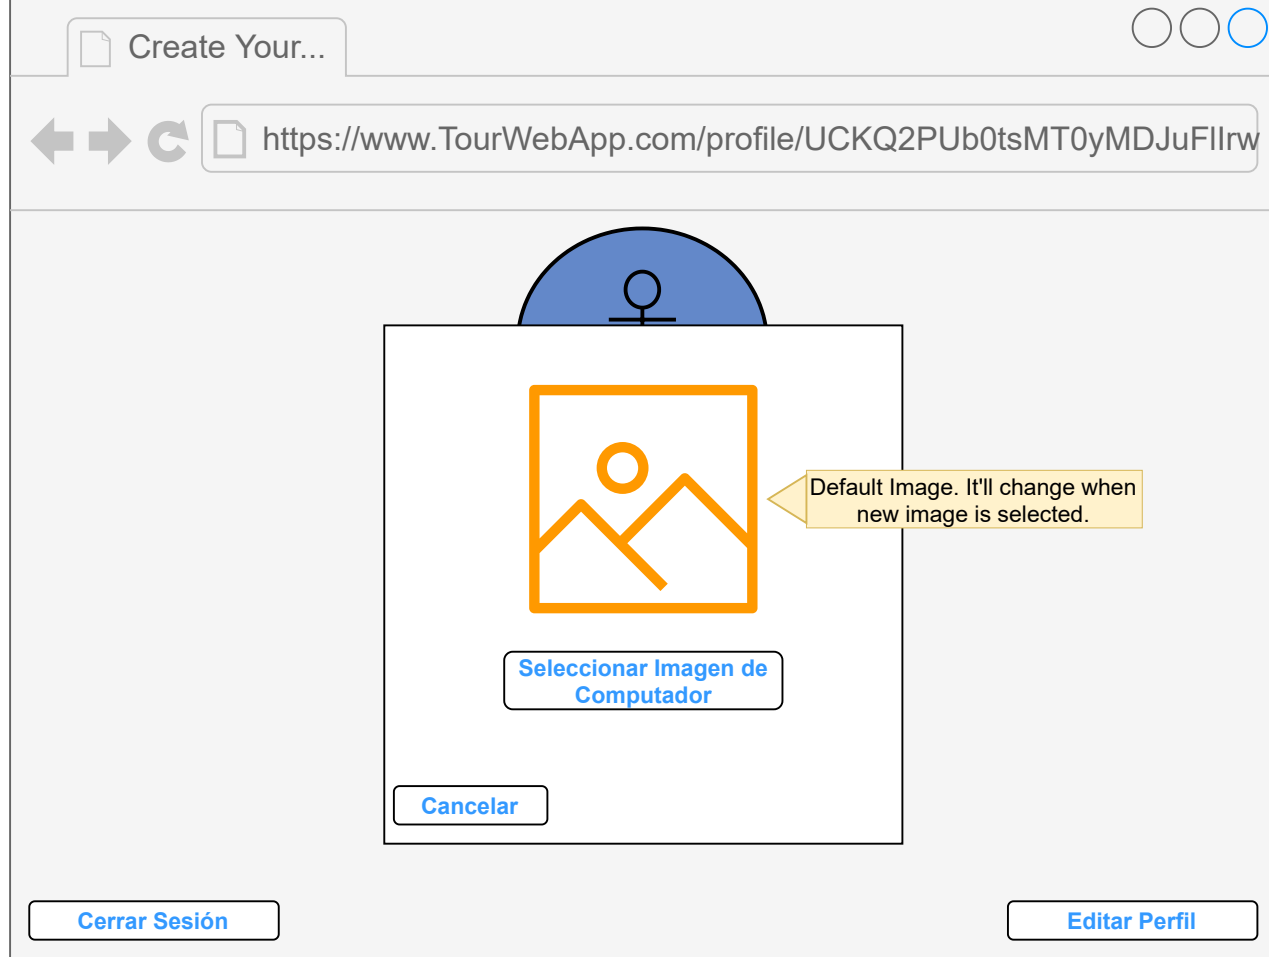 Create Your...
https://www.TourWebApp.com/profile/UCKQ2PUb0tsMT0yMDJuFlIrw
Default Image. It'll change when
new image is selected.
Seleccionar Imagen de
Computador
Cancelar
Cerrar Sesión
Editar Perfil